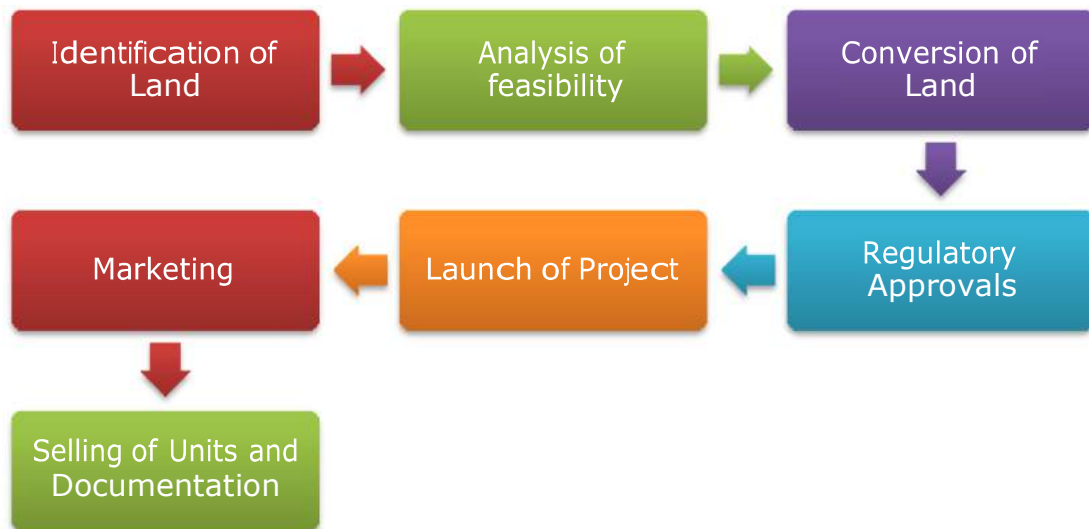 Identification of
Land
Analysis of
feasibility
Conversion of
Land
Regulatory
Approvals
Launch of Project
Marketing
Selling of Units and
Documentation